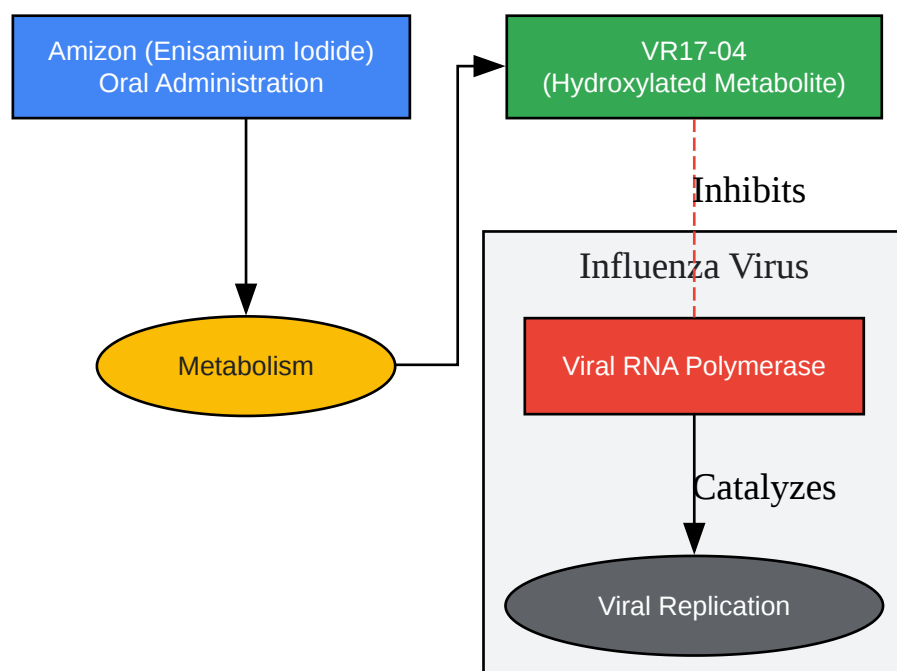 Amizon (Enisamium Iodide)
Oral Administration
VR17-04
(Hydroxylated Metabolite)
Inhibits
Influenza Virus
Metabolism
Viral RNA Polymerase
Catalyzes
Viral Replication